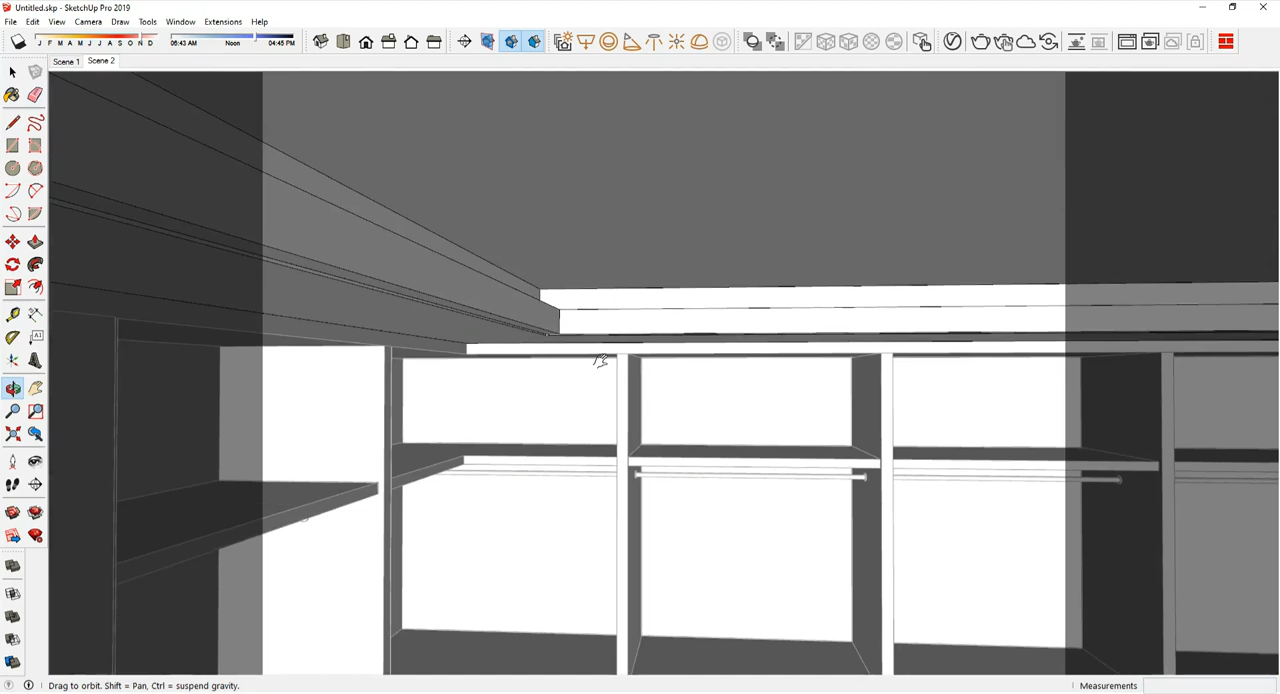 Untitled.skp - SketchUp Pro 2019
File Edit View Camera Draw Tools Window Extensions Help
J F M A M J J A S O N D 06:43 AM Noon 04:45 PM
Scene 1 Scene 2
Drag to orbit. Shift = Pan, Ctrl = suspend gravity. Measurements